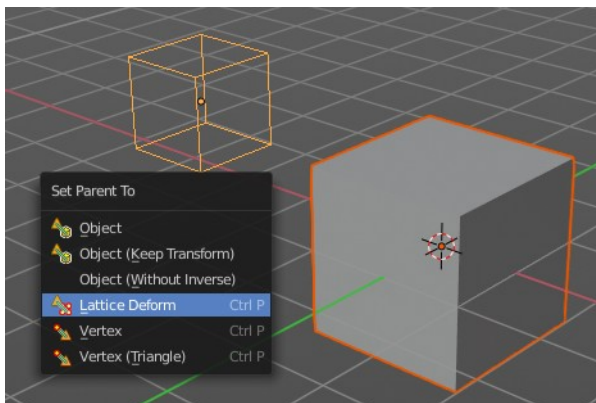 Set Parent To
Object
Object (Keep Transform)
Object (Without Inverse)
Lattice Deform Ctrl P
Vertex Ctrl P
Vertex (Triangle) Ctrl P